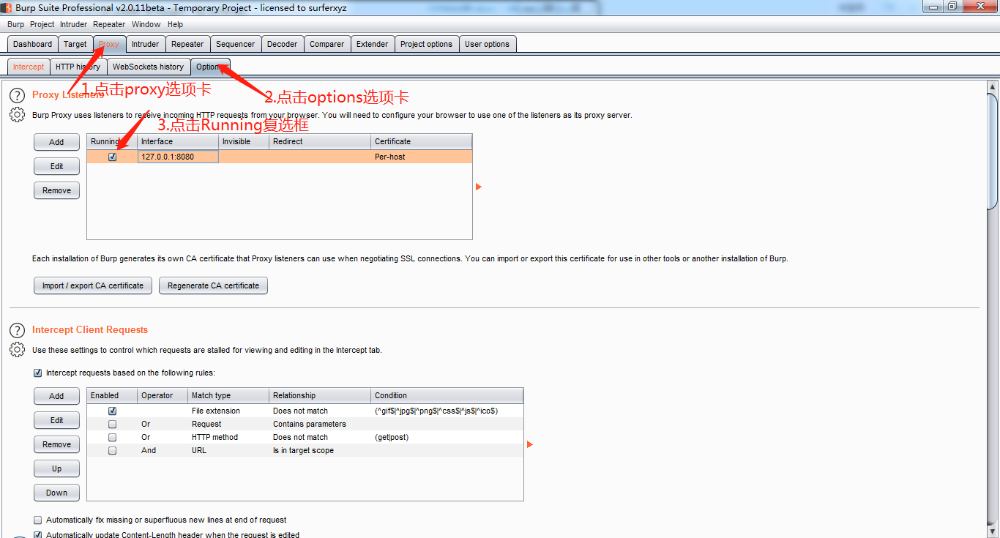 Burp Suite Professional v2.0.11beta - Temporary Project - licensed to surferxyz
Burp Project Intruder Repeater Window Help
Dashboard Target Proxy Intruder Repeater Sequencer Decoder Comparer Extender Project options User options
Intercept HTTP history WebSockets history Options
1.点击proxy选项卡
2.点击options选项卡
? Proxy Listeners
Burp Proxy uses listeners to receive incoming HTTP requests from your browser. You will need to configure your browser to use one of the listeners as its proxy server.
3.点击Running复选框
Add
Running Interface Invisible Redirect Certificate
127.0.0.1:8080 Per-host
Edit
Remove
Each installation of Burp generates its own CA certificate that Proxy listeners can use when negotiating SSL connections. You can import or export this certificate for use in other tools or another installation of Burp.
Import / export CA certificate Regenerate CA certificate
? Intercept Client Requests
Use these settings to control which requests are stalled for viewing and editing in the Intercept tab.
Intercept requests based on the following rules:
Add
Enabled Operator Match type Relationship Condition
File extension Does not match (^gif$|^jpg$|^png$|^css$|^js$|^ico$)
Edit
Or Request Contains parameters
Or HTTP method Does not match (get|post)
Remove
And URL Is in target scope
Up
Down
Automatically fix missing or superfluous new lines at end of request
Automatically update Content-Length header when the request is edited